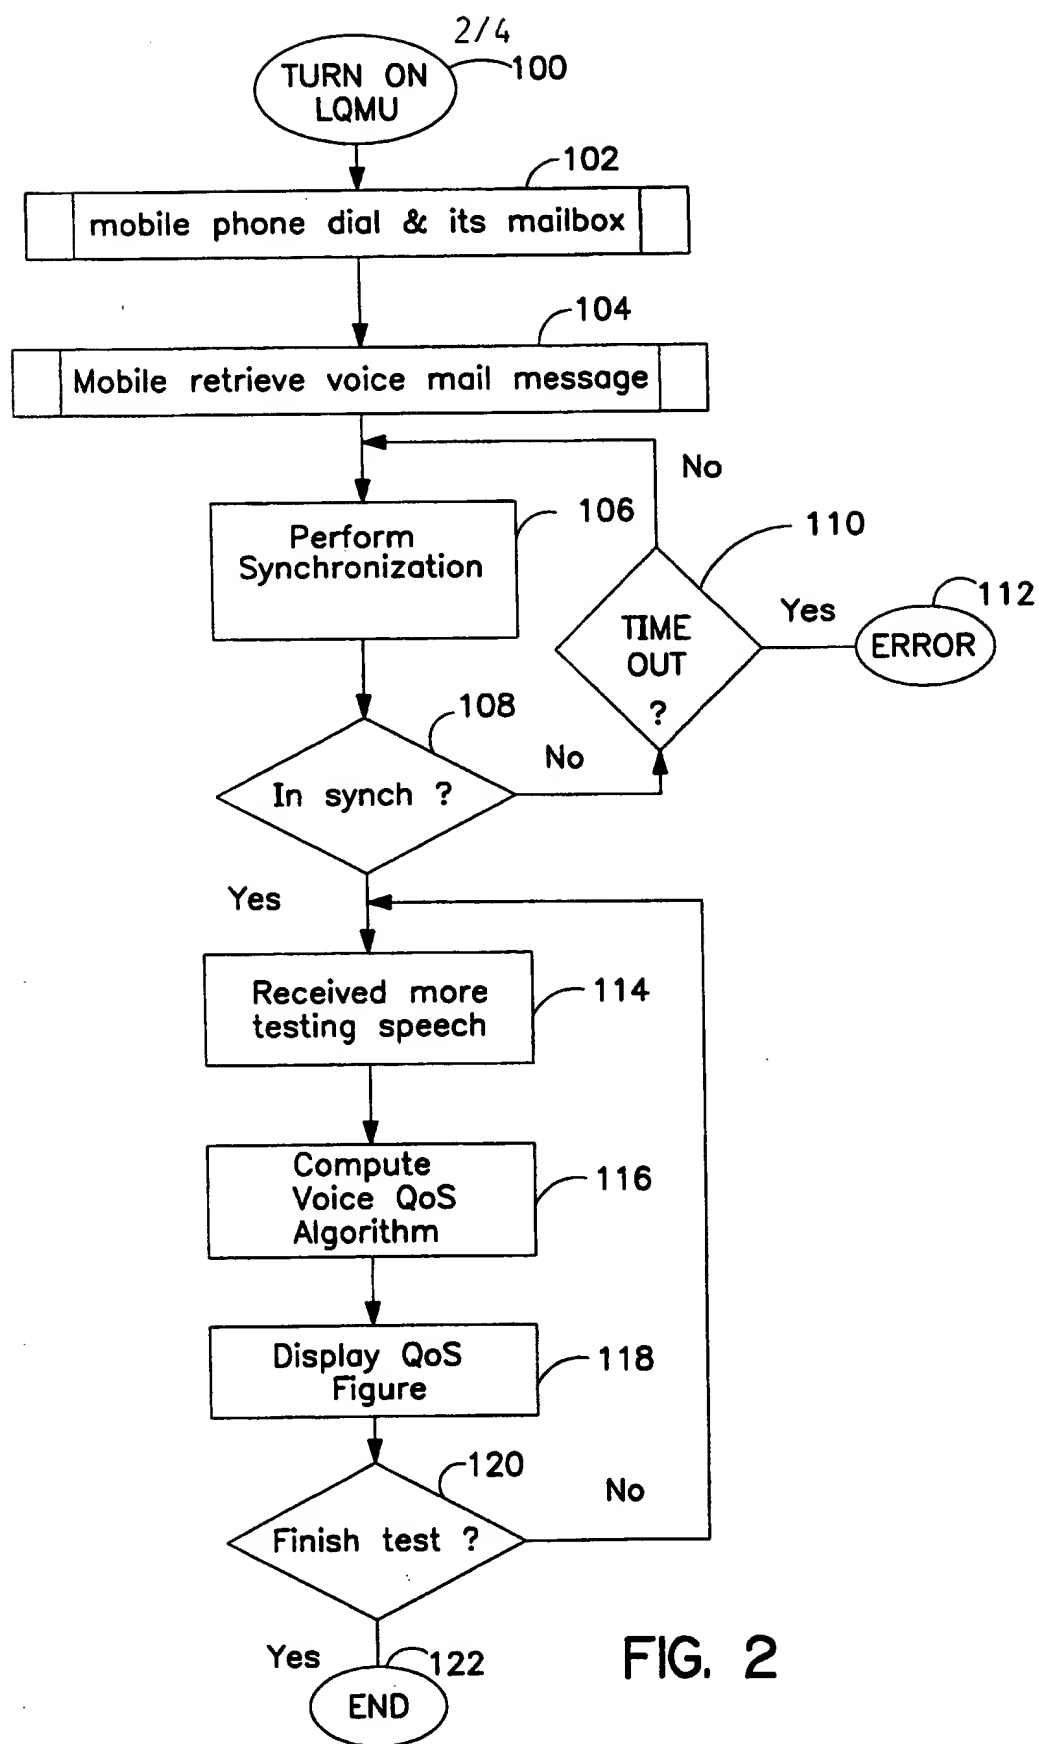 2/4
TURN ON
LQMU
100
102
mobile phone dial & its mailbox
104
Mobile retrieve voice mail message
No
Perform
Synchronization
106
110
TIME
OUT
?
Yes
112
ERROR
108
In synch ?
No
Yes
Received more
testing speech
114
Compute
Voice QoS
Algorithm
116
Display QoS
Figure
118
120
Finish test ?
No
Yes
122
END
FIG. 2